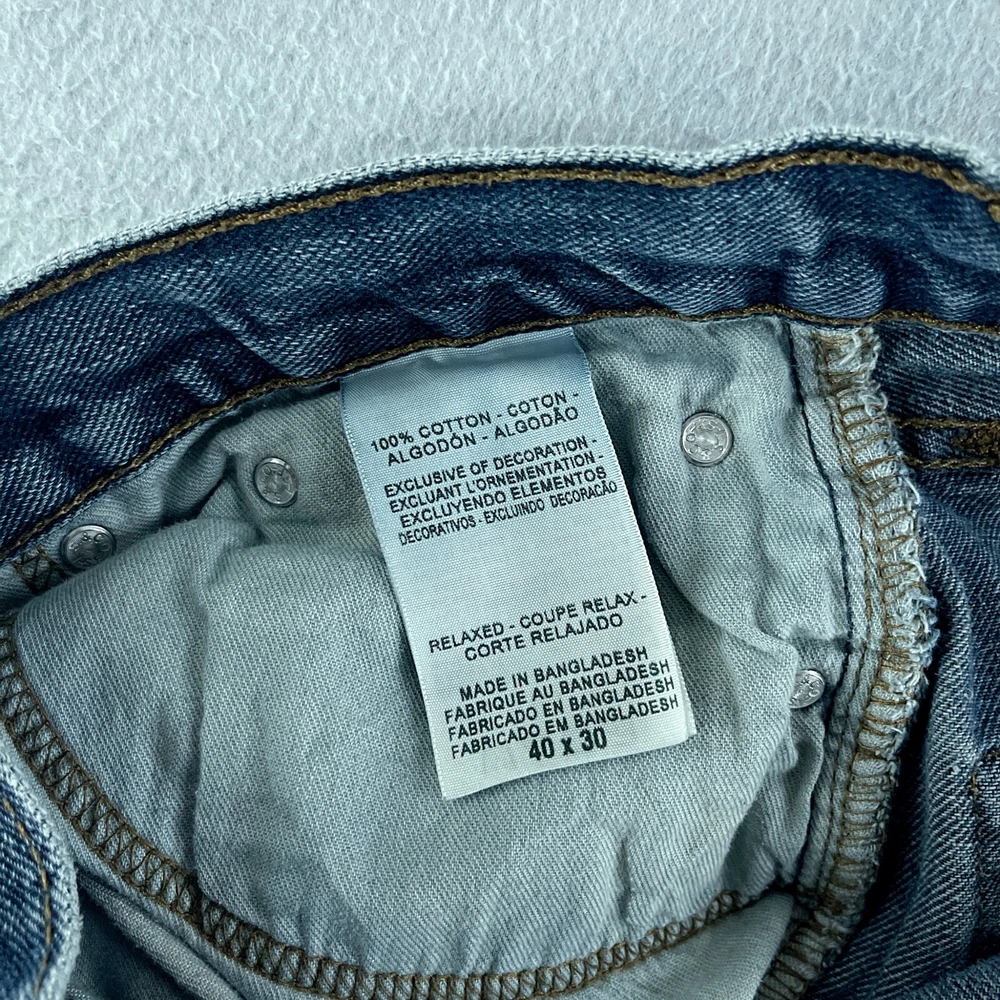 100% COTTON - COTON -
ALGODÓN - ALGODÃO
EXCLUSIVE OF DECORATION -
EXCLUANT L'ORNEMENTATION -
EXCLUYENDO ELEMENTOS
DECORATIVOS - EXCLUINDO DECORAÇÃO
RELAXED - COUPE RELAX -
CORTE RELAJADO
MADE IN BANGLADESH
FABRIQUE AU BANGLADESH
FABRICADO EN BANGLADESH
FABRICADO EM BANGLADESH
40 x 30